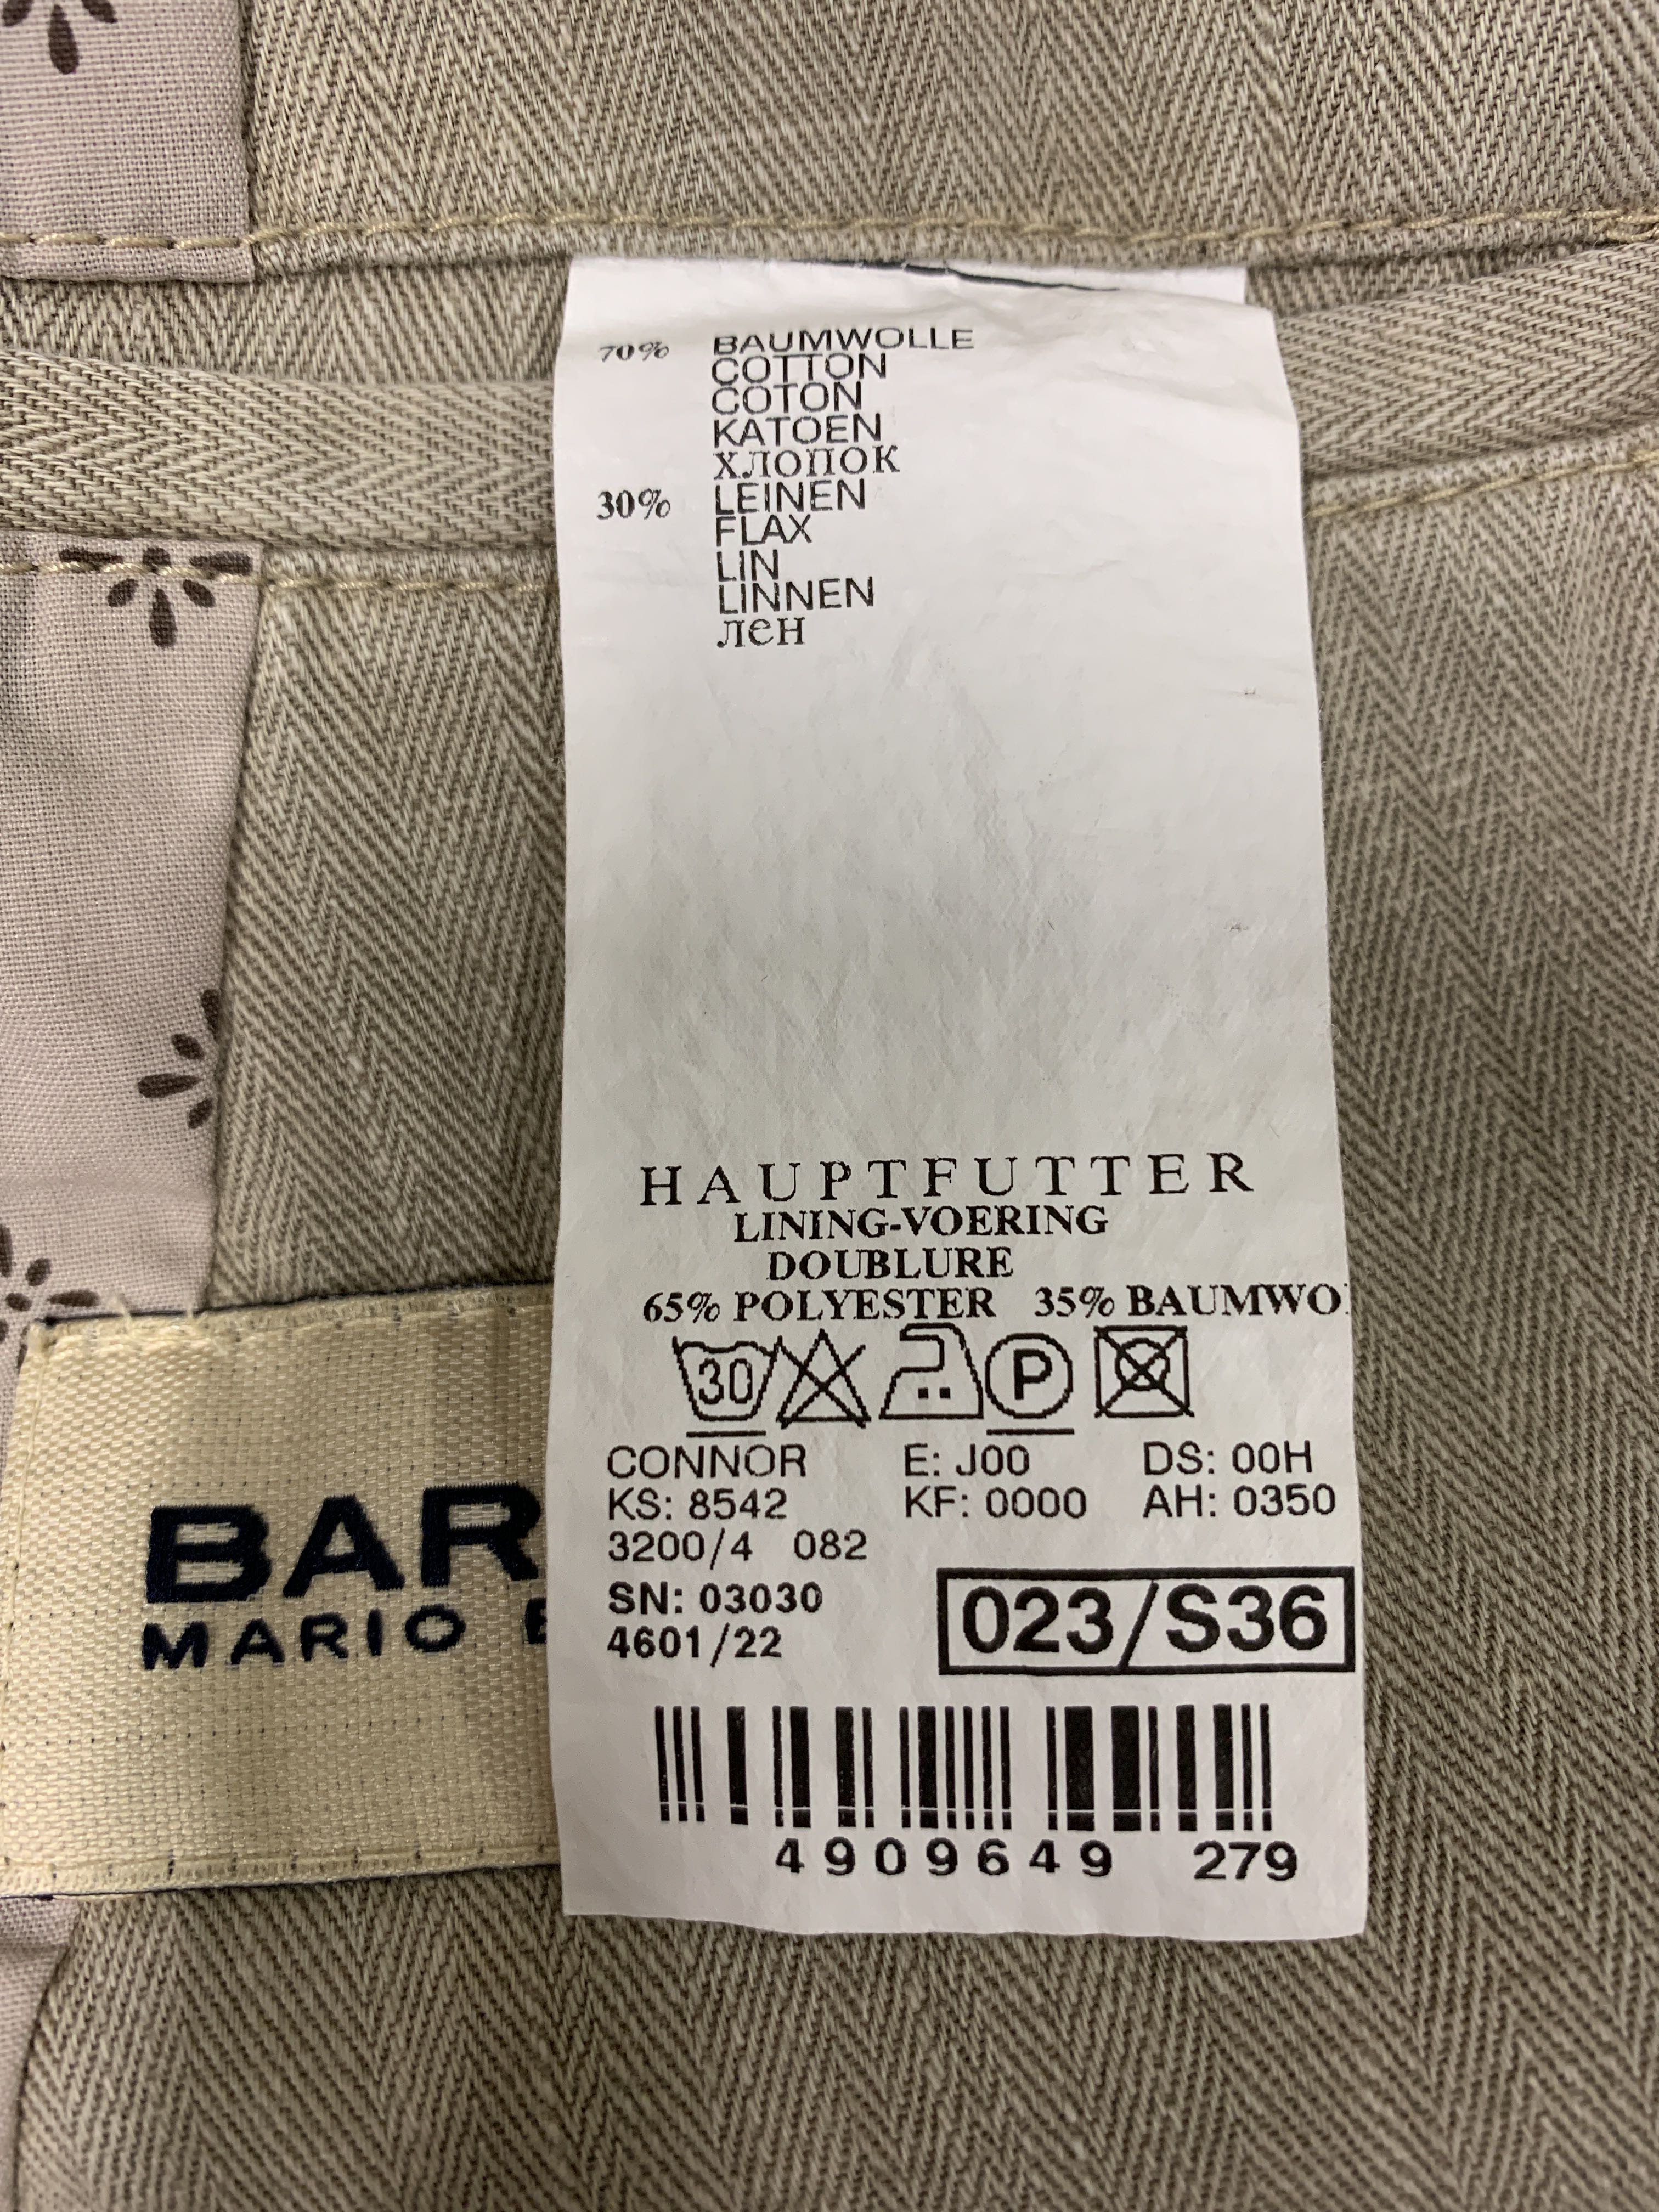 70% BAUMWOLLE
COTTON
COTON
KATOEN
ХЛОПОК
30% LEINEN
FLAX
LIN
LINNEN
лен
HAUPTFUTTER
LINING-VOERING
DOUBLURE
65% POLYESTER 35% BAUMWO
30 P
CONNOR E: J00 DS: 00H
KS: 8542 KF: 0000 AH: 0350
3200/4 082
SN: 03030
4601/22
023/S36
4909649 279
BAR
MARIO